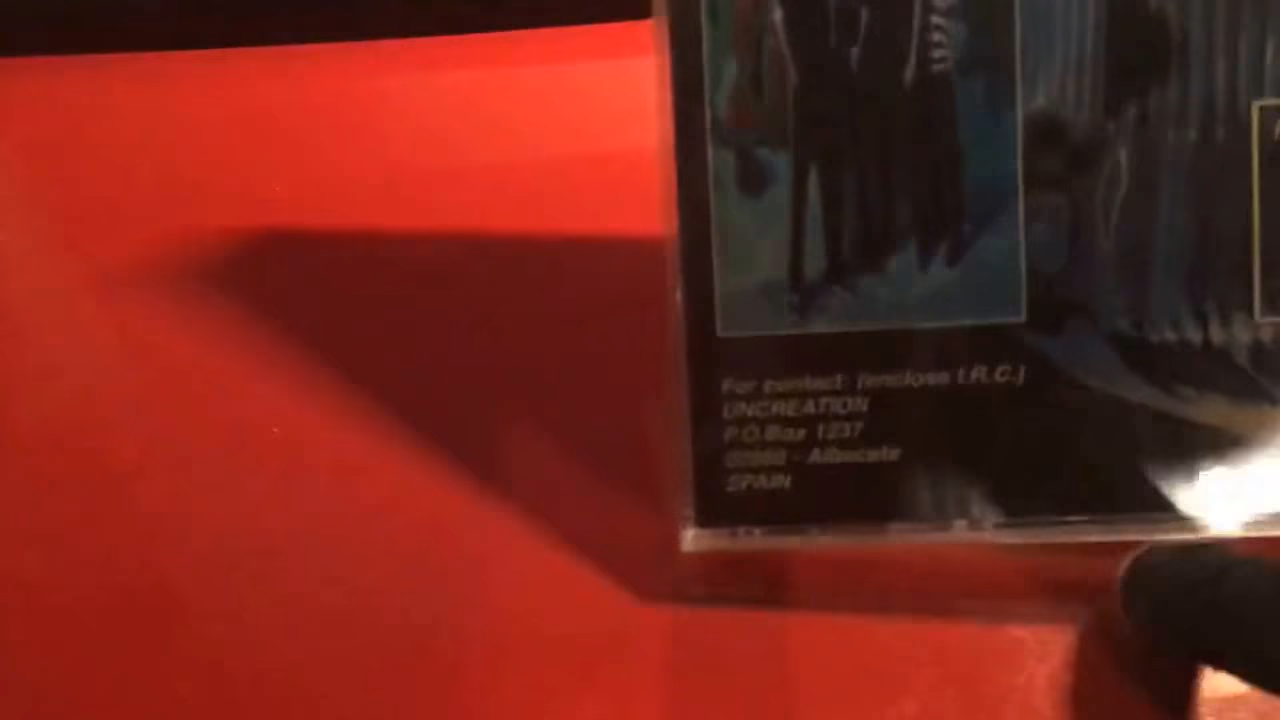 For contact: (enclose I.R.C.)
UNCREATION
P.O.Box 1237
- Albacete
SPAIN